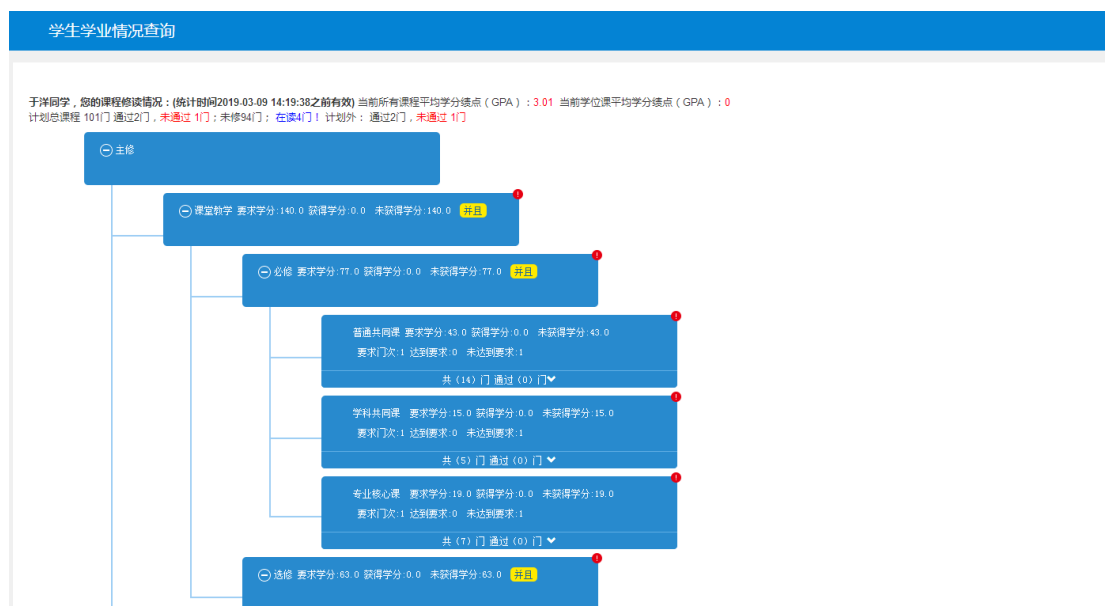 学生学业情况查询
于洋同学，您的课程修读情况：(统计时间2019-03-09 14:19:38之前有效) 当前所有课程平均学分绩点（GPA）：3.01 当前学位课平均学分绩点（GPA）：0
计划总课程 101门 通过2门，未通过 1门；未修94门； 在读4门！ 计划外： 通过2门，未通过 1门
主修
课堂教学 要求学分:140.0 获得学分:0.0 未获得学分:140.0 并且
必修 要求学分:77.0 获得学分:0.0 未获得学分:77.0 并且
普通共同课 要求学分:43.0 获得学分:0.0 未获得学分:43.0
要求门次:1 达到要求:0 未达到要求:1
共（14）门 通过（0）门
学科共同课 要求学分:15.0 获得学分:0.0 未获得学分:15.0
要求门次:1 达到要求:0 未达到要求:1
共（5）门 通过（0）门
专业核心课 要求学分:19.0 获得学分:0.0 未获得学分:19.0
要求门次:1 达到要求:0 未达到要求:1
共（7）门 通过（0）门
选修 要求学分:63.0 获得学分:0.0 未获得学分:63.0 并且